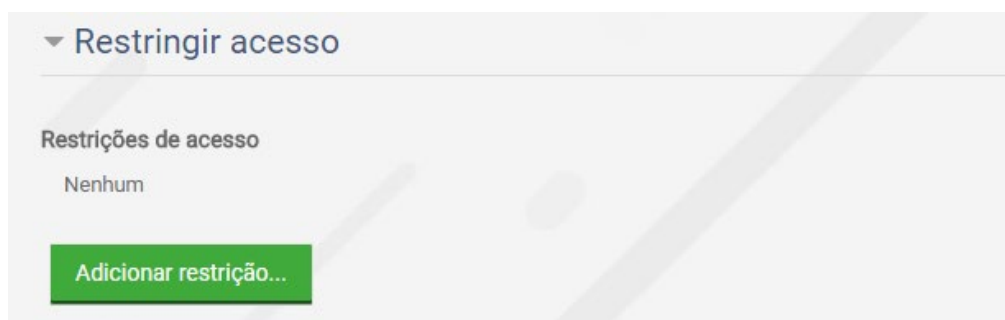 Restringir acesso
Restrições de acesso
Nenhum
Adicionar restrição...